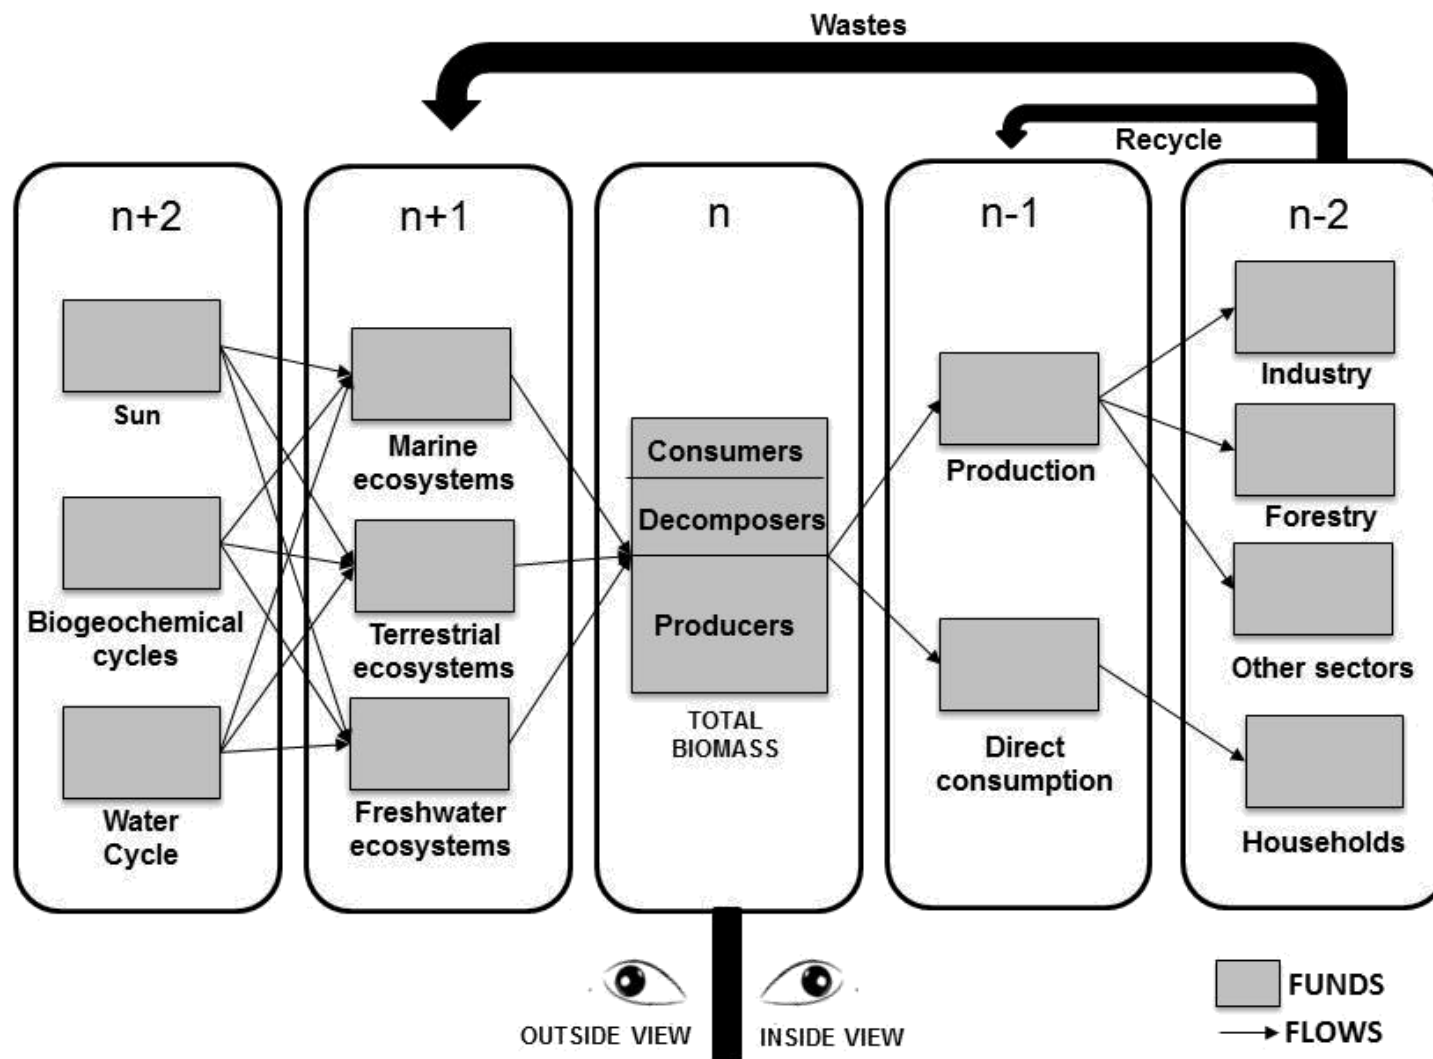 Wastes
Recycle
n+2
Sun
Biogeochemical
cycles
Water
Cycle
n+1
Marine
ecosystems
Terrestrial
ecosystems
Freshwater
ecosystems
n
Consumers
Decomposers
Producers
TOTAL
BIOMASS
n-1
Production
Direct
consumption
n-2
Industry
Forestry
Other sectors
Households
OUTSIDE VIEW
INSIDE VIEW
FUNDS
FLOWS